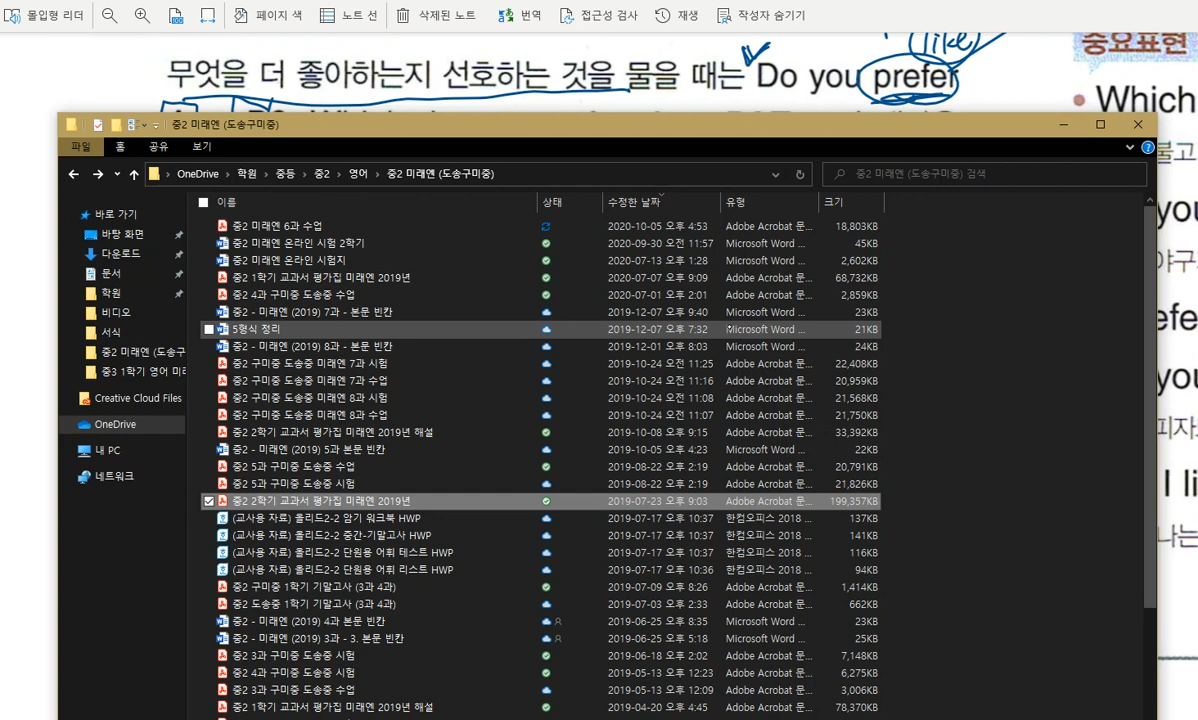 몰입형 리더 페이지 색 노트 선 삭제된 노트 번역 접근성 검사 재생 작성자 숨기기
(like)
중요표현
무엇을 더 좋아하는지 선호하는 것을 물을 때는 Do you prefer
Which
중2 미래엔 (도송구미중)
파일 홈 공유 보기
OneDrive › 학원 › 중등 › 중2 › 영어 › 중2 미래엔 (도송구미중)
중2 미래엔 (도송구미중) 검색
바로 가기
바탕 화면
다운로드
문서
학원
비디오
서식
중2 미래엔 (도송구
중3 1학기 영어 미리
Creative Cloud Files
OneDrive
내 PC
네트워크
이름 상태 수정한 날짜 유형 크기
중2 미래엔 6과 수업 2020-10-05 오후 4:53 Adobe Acrobat 문... 18,803KB
중2 미래엔 온라인 시험 2학기 2020-09-30 오전 11:57 Microsoft Word ... 45KB
중2 미래엔 온라인 시험지 2020-07-13 오후 1:28 Microsoft Word ... 2,602KB
중2 1학기 교과서 평가집 미래엔 2019년 2020-07-07 오후 9:09 Adobe Acrobat 문... 68,732KB
중2 4과 구미중 도송중 수업 2020-07-01 오후 2:01 Adobe Acrobat 문... 2,859KB
중2 - 미래엔 (2019) 7과 - 본문 빈칸 2019-12-07 오후 9:40 Microsoft Word ... 23KB
5형식 정리 2019-12-07 오후 7:32 Microsoft Word ... 21KB
중2 - 미래엔 (2019) 8과 - 본문 빈칸 2019-12-01 오후 8:03 Microsoft Word ... 24KB
중2 구미중 도송중 미래엔 7과 시험 2019-10-24 오전 11:25 Adobe Acrobat 문... 22,408KB
중2 구미중 도송중 미래엔 7과 수업 2019-10-24 오전 11:16 Adobe Acrobat 문... 20,959KB
중2 구미중 도송중 미래엔 8과 시험 2019-10-24 오전 11:08 Adobe Acrobat 문... 21,568KB
중2 구미중 도송중 미래엔 8과 수업 2019-10-24 오전 11:07 Adobe Acrobat 문... 21,750KB
중2 2학기 교과서 평가집 미래엔 2019년 해설 2019-10-08 오후 9:15 Adobe Acrobat 문... 33,392KB
중2 - 미래엔 (2019) 5과 본문 빈칸 2019-10-05 오후 4:23 Microsoft Word ... 22KB
중2 5과 구미중 도송중 수업 2019-08-22 오후 2:19 Adobe Acrobat 문... 20,791KB
중2 5과 구미중 도송중 시험 2019-08-22 오후 2:19 Adobe Acrobat 문... 21,826KB
중2 2학기 교과서 평가집 미래엔 2019년 2019-07-23 오후 9:03 Adobe Acrobat 문... 199,357KB
(교사용 자료) 올리드2-2 암기 워크북 HWP 2019-07-17 오후 10:37 한컴오피스 2018 ... 137KB
(교사용 자료) 올리드2-2 중간-기말고사 HWP 2019-07-17 오후 10:37 한컴오피스 2018 ... 141KB
(교사용 자료) 올리드2-2 단원용 어휘 테스트 HWP 2019-07-17 오후 10:37 한컴오피스 2018 ... 116KB
(교사용 자료) 올리드2-2 단원용 어휘 리스트 HWP 2019-07-17 오후 10:36 한컴오피스 2018 ... 94KB
중2 구미중 1학기 기말고사 (3과 4과) 2019-07-09 오후 8:26 Adobe Acrobat 문... 1,414KB
중2 도송중 1학기 기말고사 (3과 4과) 2019-07-03 오후 2:33 Adobe Acrobat 문... 662KB
중2 - 미래엔 (2019) 4과 본문 빈칸 2019-06-25 오후 8:35 Microsoft Word ... 23KB
중2 - 미래엔 (2019) 3과 - 3. 본문 빈칸 2019-06-25 오후 5:18 Microsoft Word ... 25KB
중2 3과 구미중 도송중 시험 2019-06-18 오후 2:02 Adobe Acrobat 문... 7,148KB
중2 4과 구미중 도송중 시험 2019-05-13 오후 12:23 Adobe Acrobat 문... 6,275KB
중2 3과 구미중 도송중 수업 2019-05-13 오후 12:09 Adobe Acrobat 문... 3,006KB
중2 1학기 교과서 평가집 미래엔 2019년 해설 2019-04-20 오후 4:45 Adobe Acrobat 문... 78,370KB